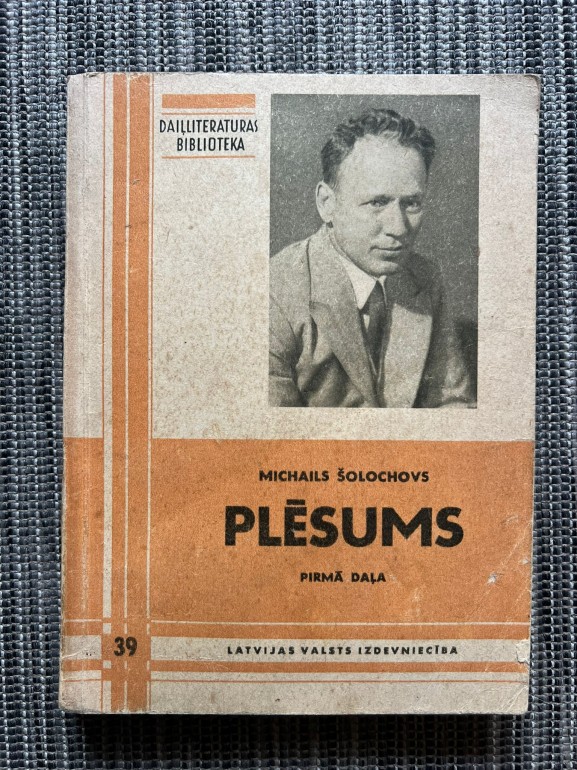 DAIĻLITERATURAS
BIBLIOTEKA
MICHAILS ŠOLOCHOVS
PLĒSUMS
PIRMĀ DAĻA
39
LATVIJAS VALSTS IZDEVNIECĪBA